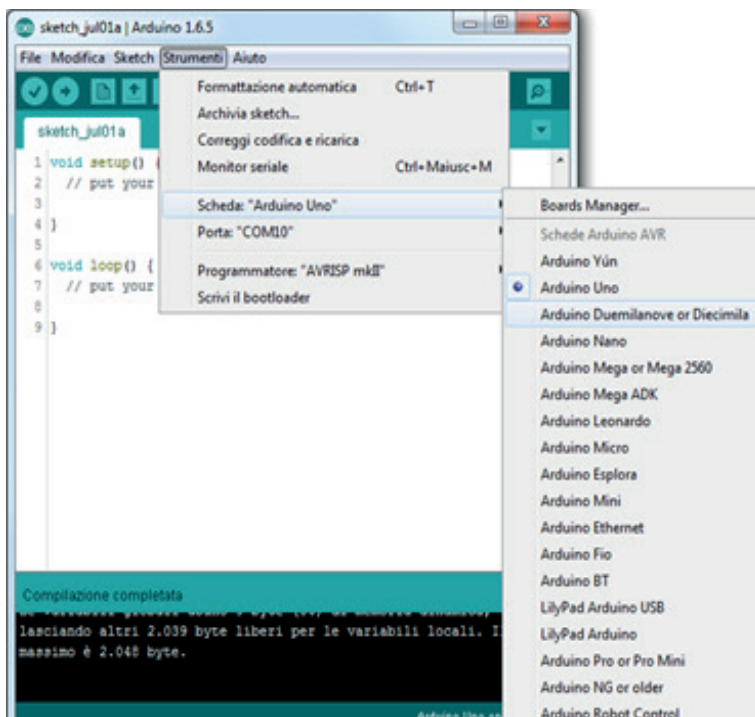 sketch_jul01a | Arduino 1.6.5
File Modifica Sketch Strumenti Aiuto
Formattazione automatica Ctrl+T
Archivia sketch...
Correggi codifica e ricarica
Monitor seriale Ctrl+Maiusc+M
Scheda: "Arduino Uno"
Porta: "COM10"
Programmatore: "AVRISP mkII"
Scrivi il bootloader
Boards Manager...
Schede Arduino AVR
Arduino Yún
Arduino Uno
Arduino Duemilanove or Diecimila
Arduino Nano
Arduino Mega or Mega 2560
Arduino Mega ADK
Arduino Leonardo
Arduino Micro
Arduino Esplora
Arduino Mini
Arduino Ethernet
Arduino Fio
Arduino BT
LilyPad Arduino USB
LilyPad Arduino
Arduino Pro or Pro Mini
Arduino NG or older
Arduino Robot Control
sketch_jul01a
1 void setup() {
2 // put your
3
4 }
5
6 void loop() {
7 // put your
8
9 }
Compilazione completata
lasciando altri 2.039 byte liberi per le variabili locali.
massimo è 2.048 byte.
Arduino Uno